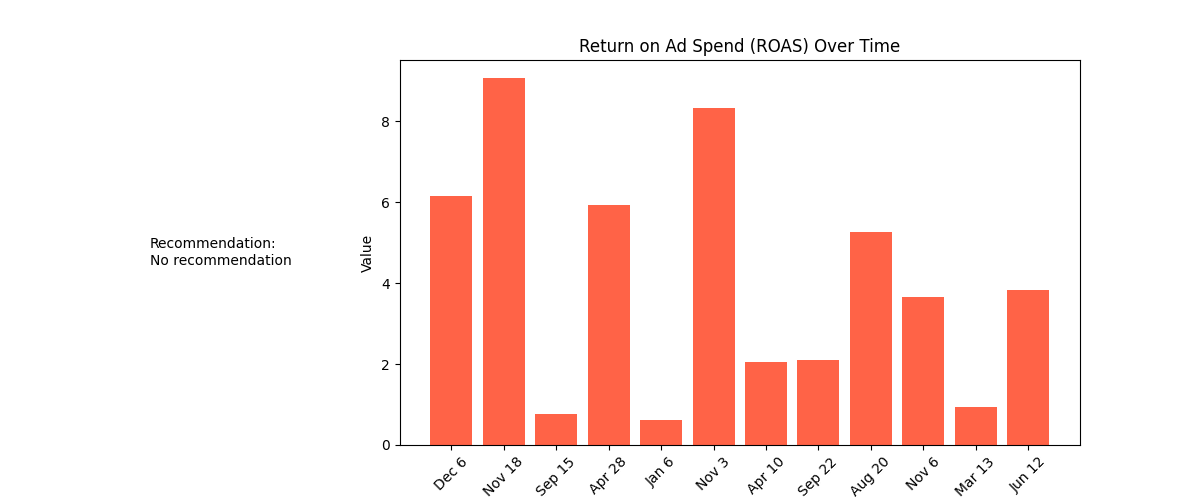 Return on Ad Spend (ROAS) Over Time
Recommendation:
No recommendation
Value
8
6
4
2
0
Dec 6
Nov 18
Sep 15
Apr 28
Jan 6
Nov 3
Apr 10
Sep 22
Aug 20
Nov 6
Mar 13
Jun 12